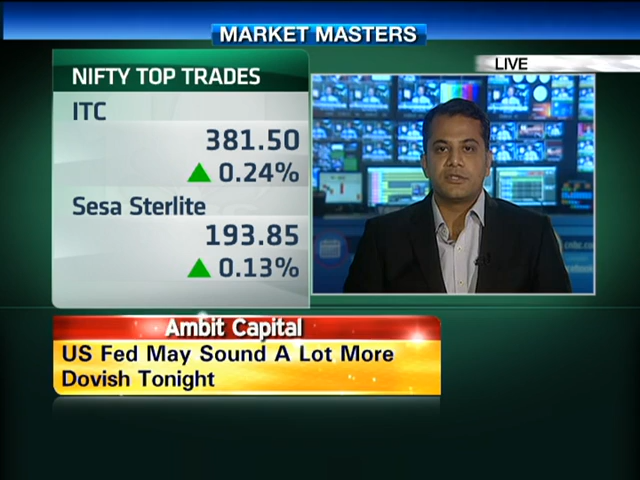 MARKET MASTERS
LIVE
NIFTY TOP TRADES
ITC
381.50
0.24%
Sesa Sterlite
193.85
0.13%
Ambit Capital
US Fed May Sound A Lot More
Dovish Tonight